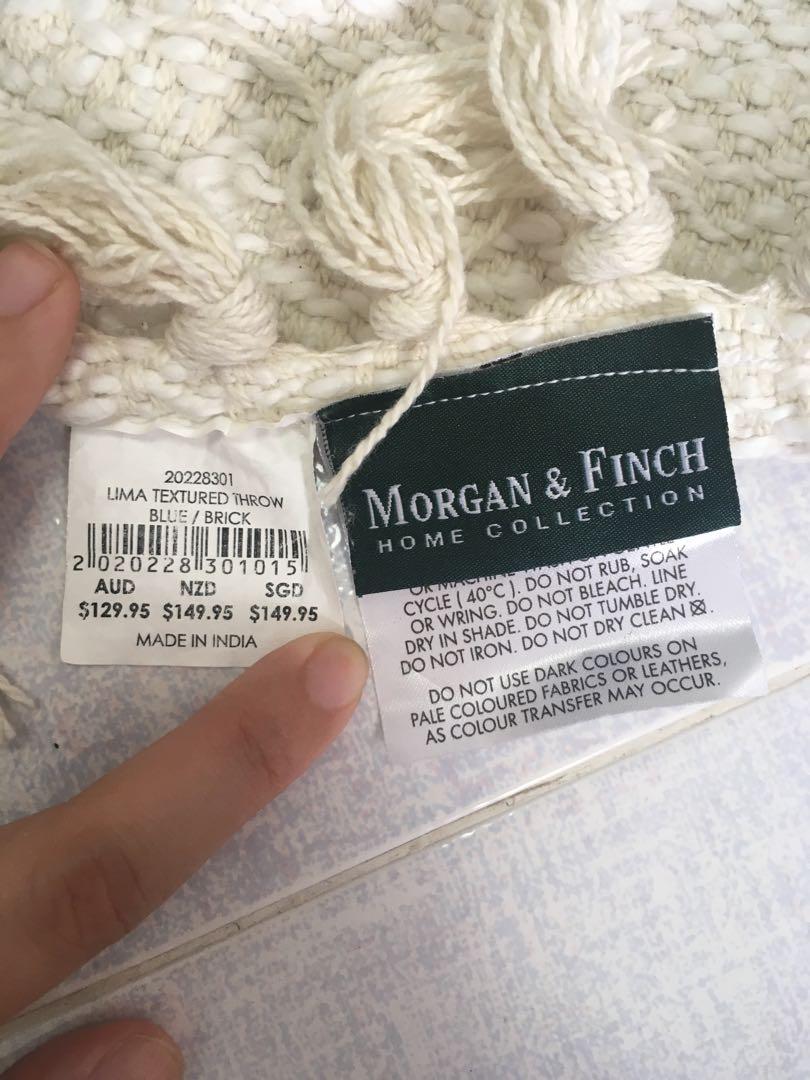 20228301
LIMA TEXTURED THROW
BLUE / BRICK
2 020228 301015
AUD NZD SGD
$129.95 $149.95 $149.95
MADE IN INDIA
MORGAN & FINCH
HOME COLLECTION
OR MACHINE
CYCLE ( 40°C ). DO NOT RUB, SOAK
OR WRING. DO NOT BLEACH. LINE
DRY IN SHADE. DO NOT TUMBLE DRY.
DO NOT IRON. DO NOT DRY CLEAN.
DO NOT USE DARK COLOURS ON
PALE COLOURED FABRICS OR LEATHERS,
AS COLOUR TRANSFER MAY OCCUR.